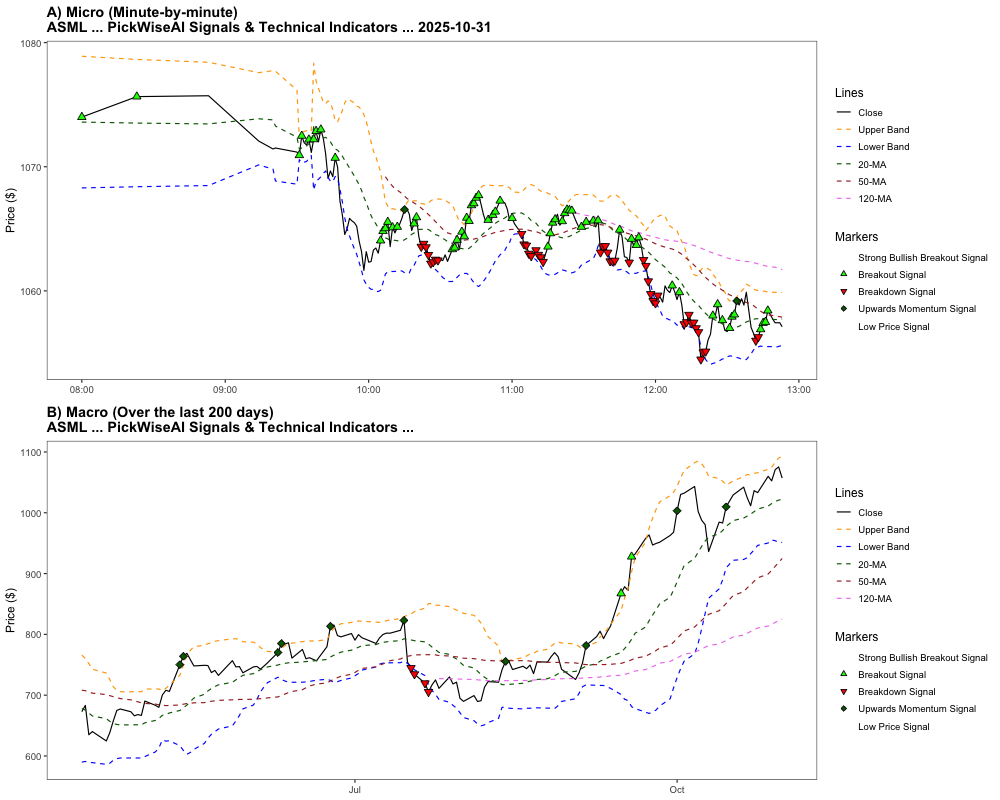 A) Micro (Minute-by-minute)
ASML ... PickWiseAI Signals & Technical Indicators ... 2025-10-31
1080
1070
1060
Price ($)
08:00 09:00 10:00 11:00 12:00 13:00
Lines
Close
Upper Band
Lower Band
20-MA
50-MA
120-MA
Markers
Strong Bullish Breakout Signal
Breakout Signal
Breakdown Signal
Upwards Momentum Signal
Low Price Signal
B) Macro (Over the last 200 days)
ASML ... PickWiseAI Signals & Technical Indicators ...
1100
1000
900
800
700
600
Price ($)
Jul Oct
Lines
Close
Upper Band
Lower Band
20-MA
50-MA
120-MA
Markers
Strong Bullish Breakout Signal
Breakout Signal
Breakdown Signal
Upwards Momentum Signal
Low Price Signal